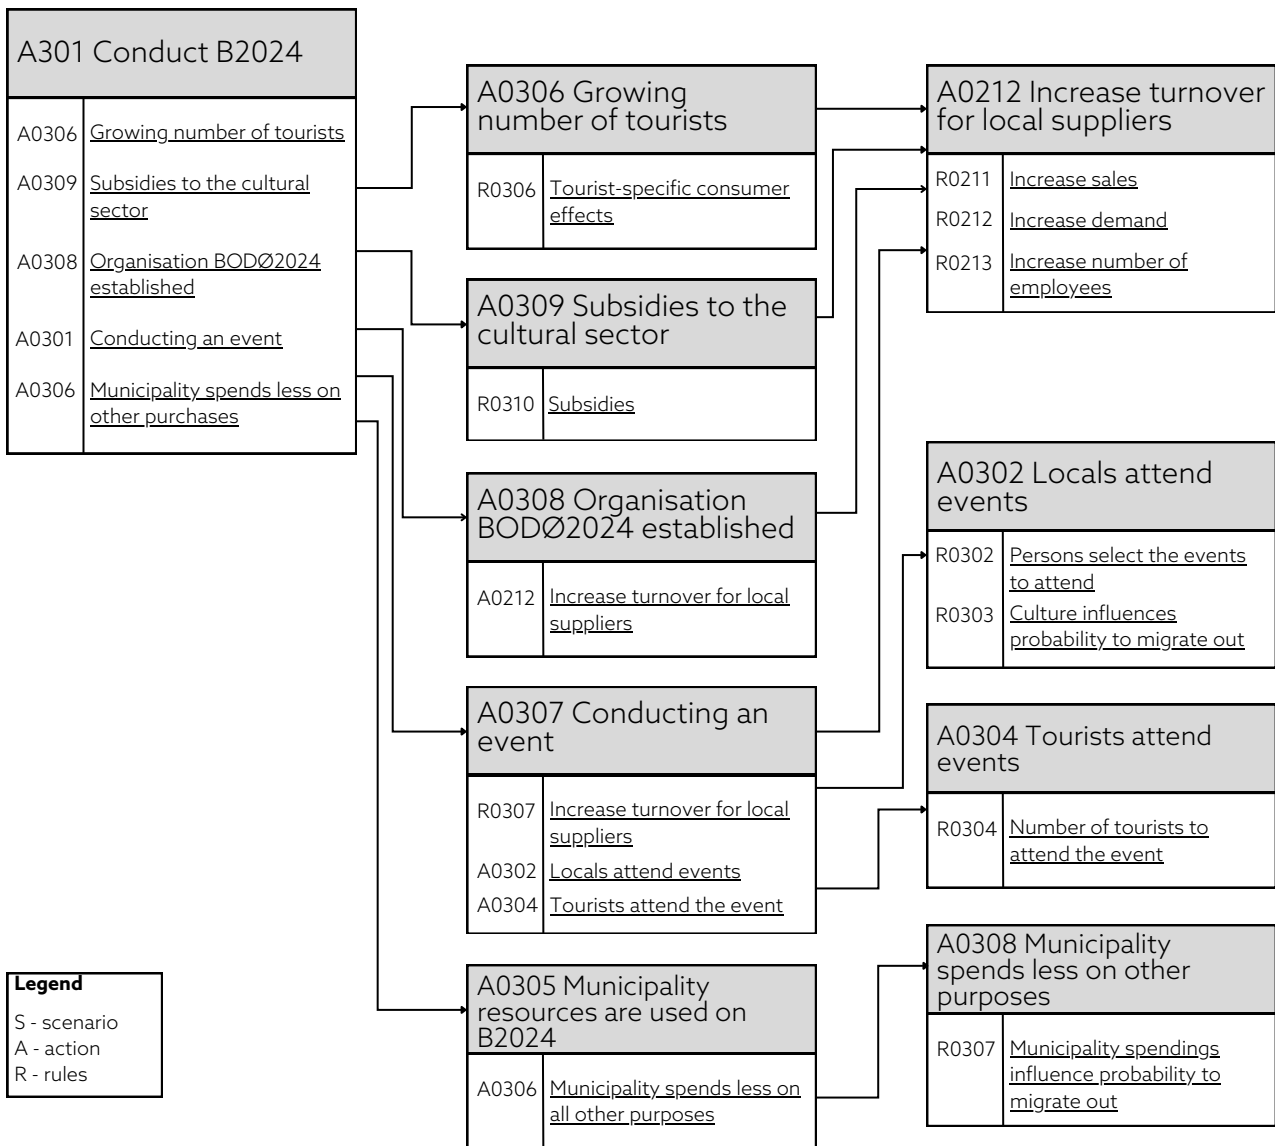 A301 Conduct B2024
A0306 Growing number of tourists
A0309 Subsidies to the cultural
sector
A0308 Organisation BODØ2024
established
A0301 Conducting an event
A0306 Municipality spends less on
other purchases
A0306 Growing
number of tourists
R0306 Tourist-specific consumer
effects
A0309 Subsidies to the
cultural sector
R0310 Subsidies
A0308 Organisation
BODØ2024 established
A0212 Increase turnover for local
suppliers
A0307 Conducting an
event
R0307 Increase turnover for local
suppliers
A0302 Locals attend events
A0304 Tourists attend the event
A0305 Municipality
resources are used on
B2024
A0306 Municipality spends less on
all other purposes
A0212 Increase turnover
for local suppliers
R0211 Increase sales
R0212 Increase demand
R0213 Increase number of
employees
A0302 Locals attend
events
R0302 Persons select the events
to attend
R0303 Culture influences
probability to migrate out
A0304 Tourists attend
events
R0304 Number of tourists to
attend the event
A0308 Municipality
spends less on other
purposes
R0307 Municipality spendings
influence probability to
migrate out
Legend
S - scenario
A - action
R - rules